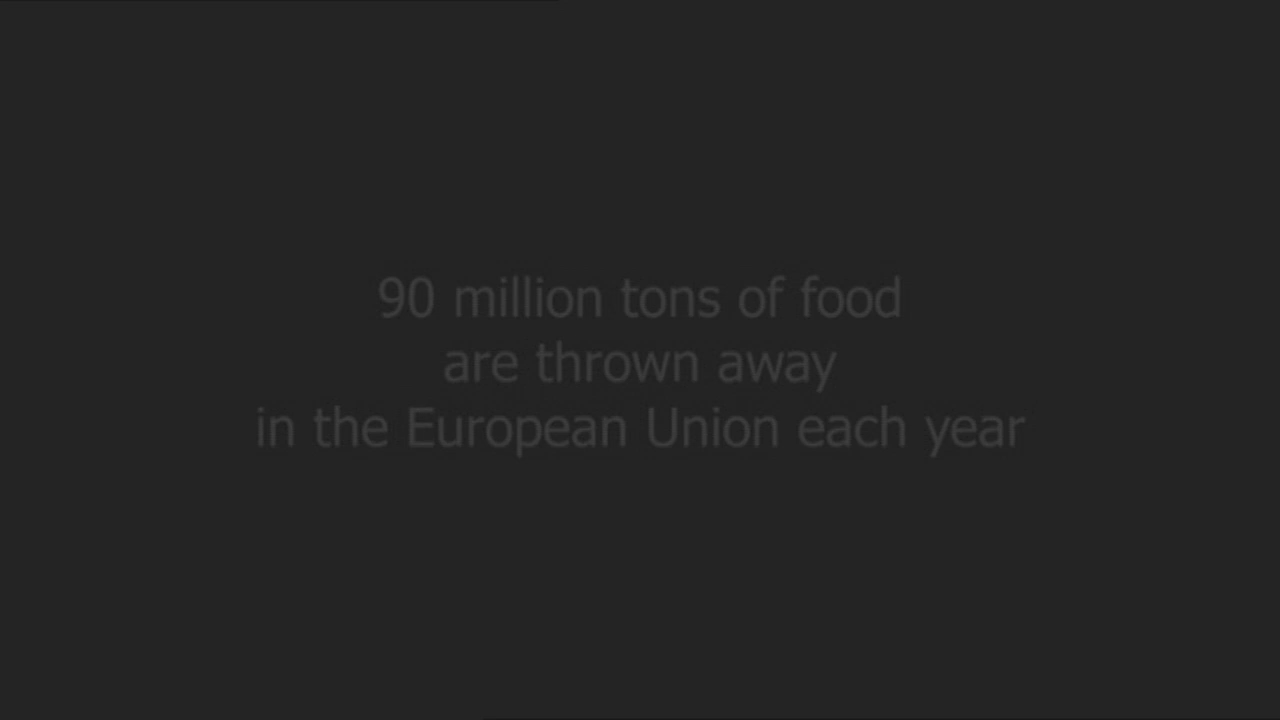 90 million tons of food
are thrown away
in the European Union each year